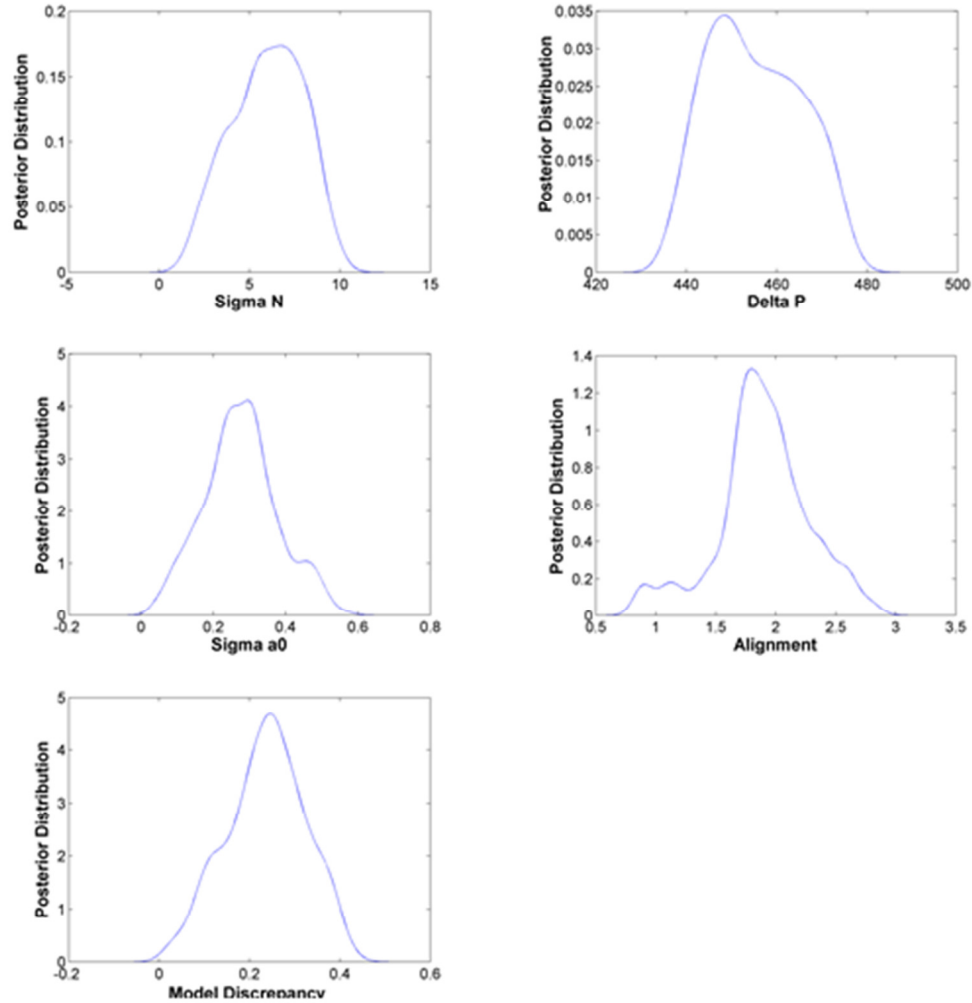 0.2
0.15
0.1
0.05
0
-5 0 5 10 15
Posterior Distribution
Sigma N
0.035
0.03
0.025
0.02
0.015
0.01
0.005
0
420 440 460 480 500
Posterior Distribution
Delta P
5
4
3
2
1
0
-0.2 0 0.2 0.4 0.6 0.8
Posterior Distribution
Sigma a0
1.4
1.2
1
0.8
0.6
0.4
0.2
0
0.5 1 1.5 2 2.5 3 3.5
Posterior Distribution
Alignment
5
4
3
2
1
0
-0.2 0 0.2 0.4 0.6
Posterior Distribution
Model Discrepancy